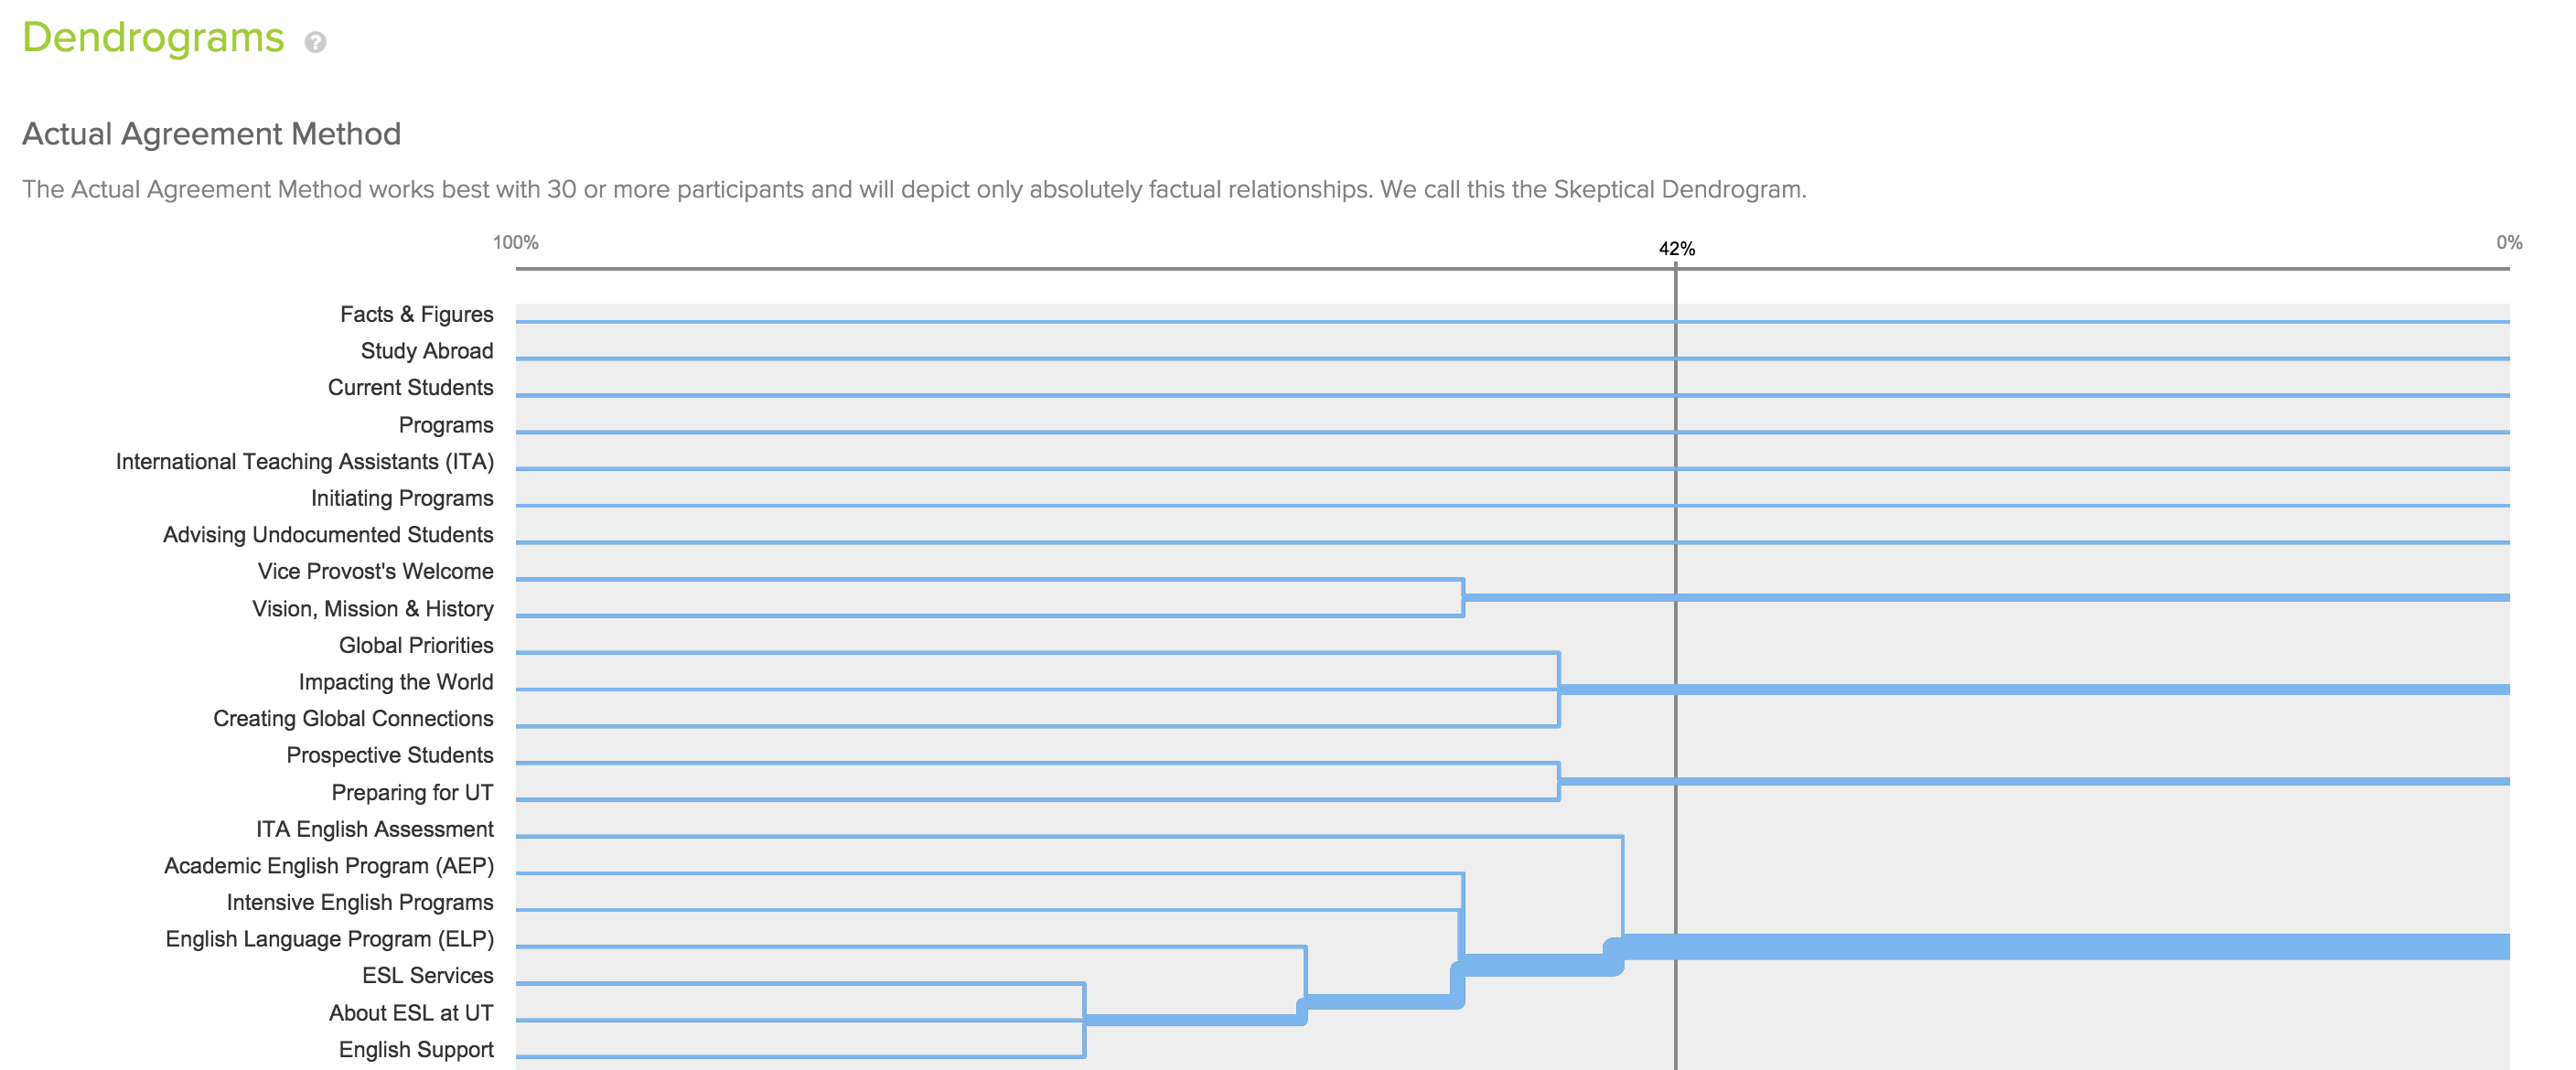 Dendrograms ?
Actual Agreement Method
The Actual Agreement Method works best with 30 or more participants and will depict only absolutely factual relationships. We call this the Skeptical Dendrogram.
100% 42% 0%
Facts & Figures
Study Abroad
Current Students
Programs
International Teaching Assistants (ITA)
Initiating Programs
Advising Undocumented Students
Vice Provost's Welcome
Vision, Mission & History
Global Priorities
Impacting the World
Creating Global Connections
Prospective Students
Preparing for UT
ITA English Assessment
Academic English Program (AEP)
Intensive English Programs
English Language Program (ELP)
ESL Services
About ESL at UT
English Support